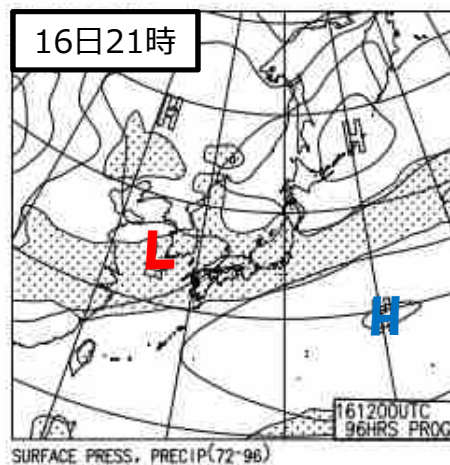 16日21時
H
H
L
H
161200UTC
96HRS PROG
SURFACE PRESS, PRECIP(72-96)